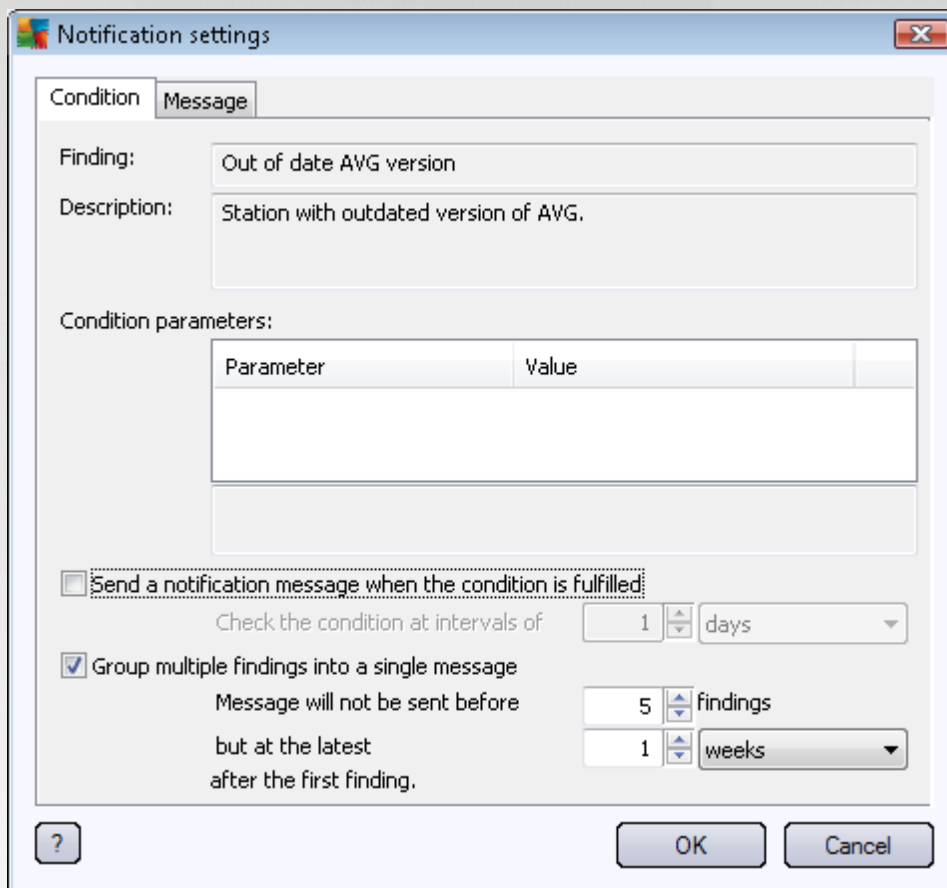 Notification settings
Condition Message
Finding: Out of date AVG version
Description: Station with outdated version of AVG.
Condition parameters:
Parameter Value
Send a notification message when the condition is fulfilled
Check the condition at intervals of 1 days
Group multiple findings into a single message
Message will not be sent before 5 findings
but at the latest 1 weeks
after the first finding.
? OK Cancel